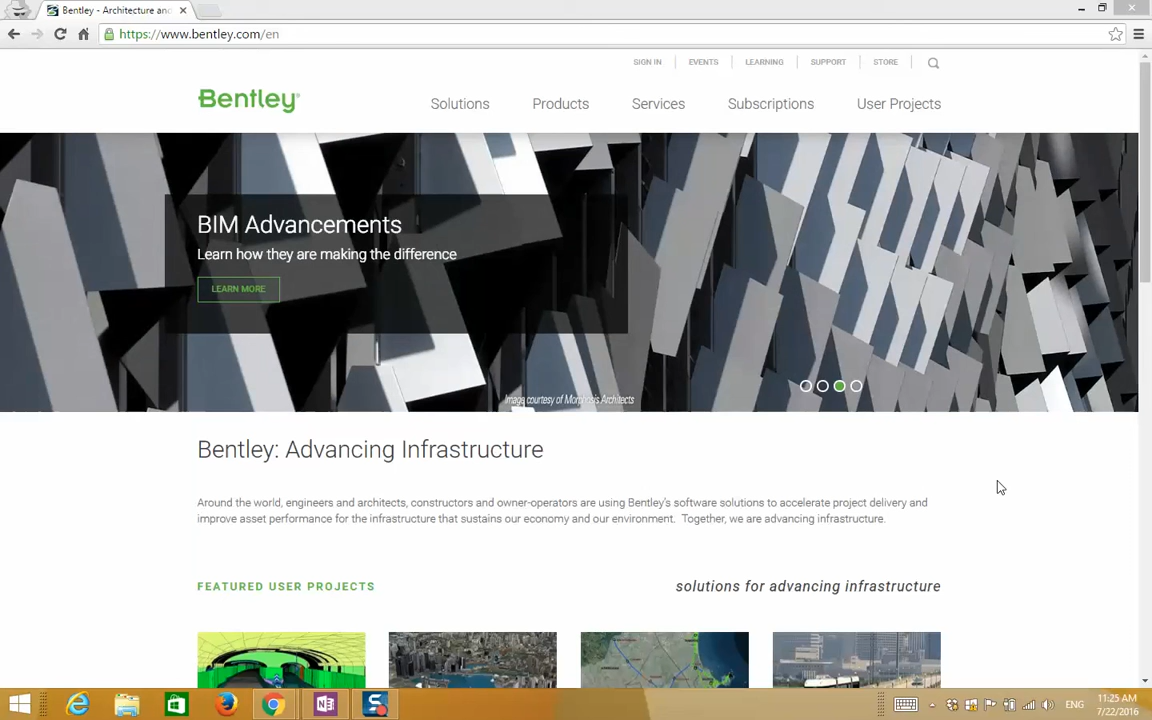 Bentley - Architecture and
https://www.bentley.com/en
SIGN IN EVENTS LEARNING SUPPORT STORE
Bentley®
Solutions Products Services Subscriptions User Projects
BIM Advancements
Learn how they are making the difference
LEARN MORE
Image courtesy of Morphosis Architects
Bentley: Advancing Infrastructure
Around the world, engineers and architects, constructors and owner-operators are using Bentley's software solutions to accelerate project delivery and
improve asset performance for the infrastructure that sustains our economy and our environment. Together, we are advancing infrastructure.
FEATURED USER PROJECTS
solutions for advancing infrastructure
ENG
11:25 AM
7/22/2016